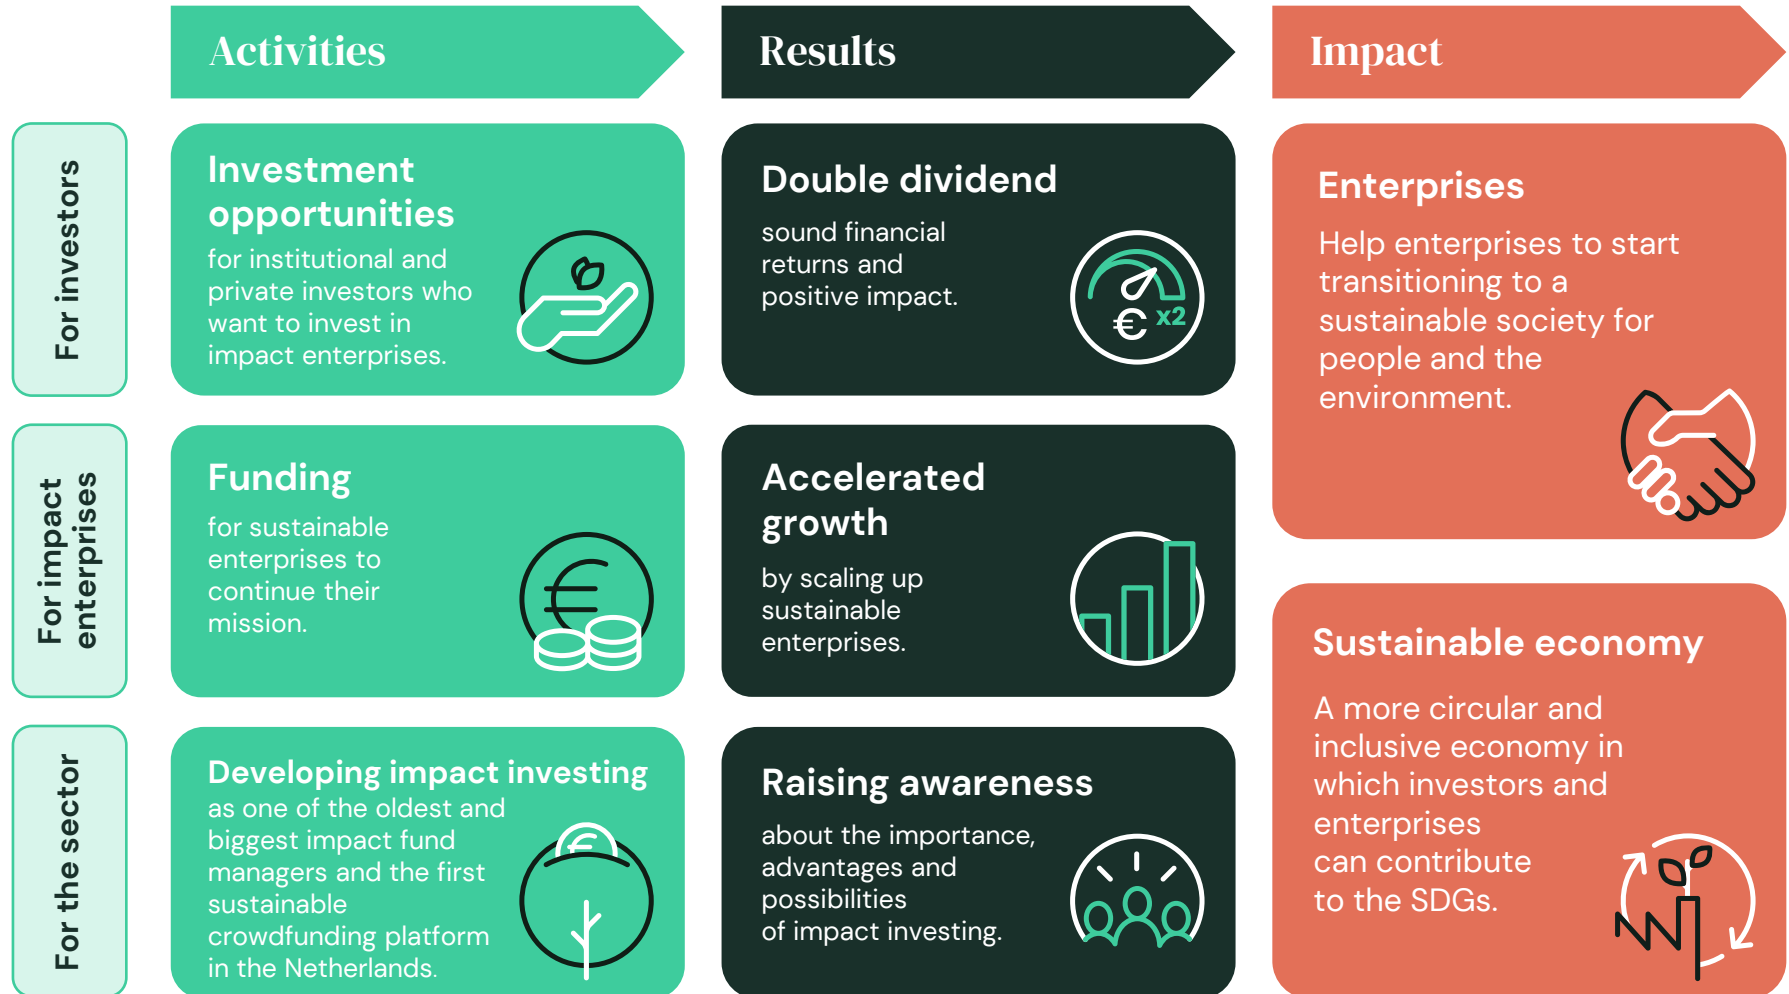 Activities
Results
Impact
For investors
Investment
opportunities
for institutional and
private investors who
want to invest in
impact enterprises.
Double dividend
sound financial
returns and
positive impact.
€ x2
Enterprises
Help enterprises to start
transitioning to a
sustainable society for
people and the
environment.
For impact
enterprises
Funding
for sustainable
enterprises to
continue their
mission.
€
Accelerated
growth
by scaling up
sustainable
enterprises.
Sustainable economy
A more circular and
inclusive economy in
which investors and
enterprises
can contribute
to the SDGs.
For the sector
Developing impact investing
as one of the oldest and
biggest impact fund
managers and the first
sustainable
crowdfunding platform
in the Netherlands.
€
Raising awareness
about the importance,
advantages and
possibilities
of impact investing.